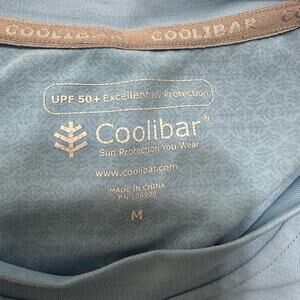 COOLIBAR COOLIBAR
UPF 50+ Excellent UV Protection
Coolibar®
Sun Protection You Wear
www.coolibar.com
MADE IN CHINA
M